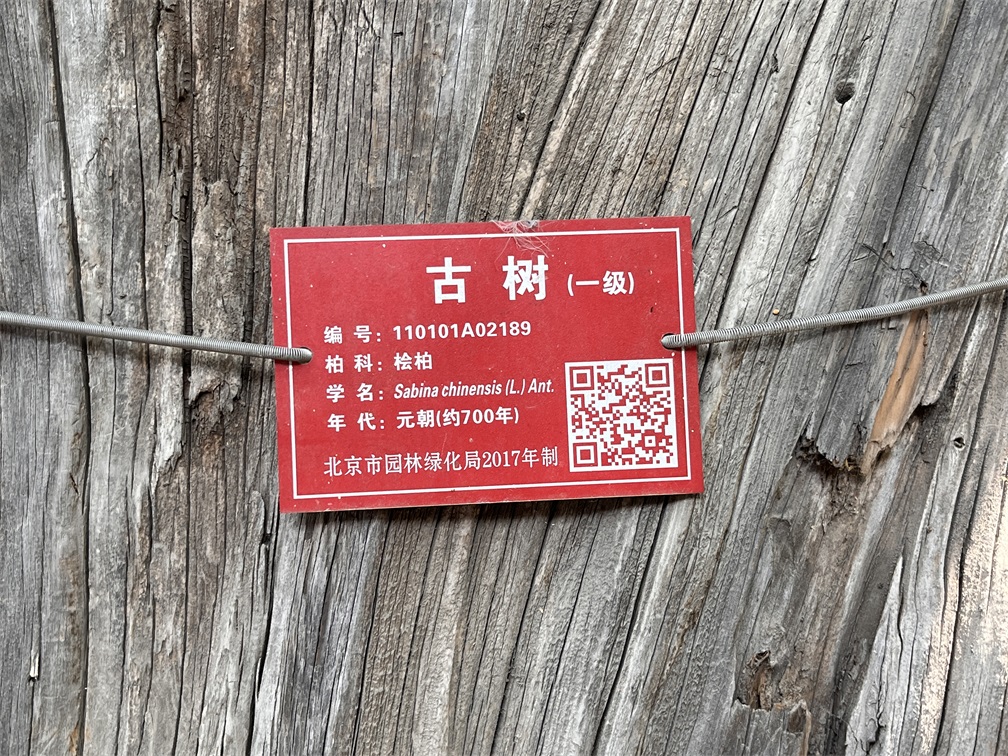 古 树 (一级)
编 号：110101A02189
柏 科：桧柏
学 名：Sabina chinensis (L.) Ant.
年 代：元朝(约700年)
北京市园林绿化局2017年制